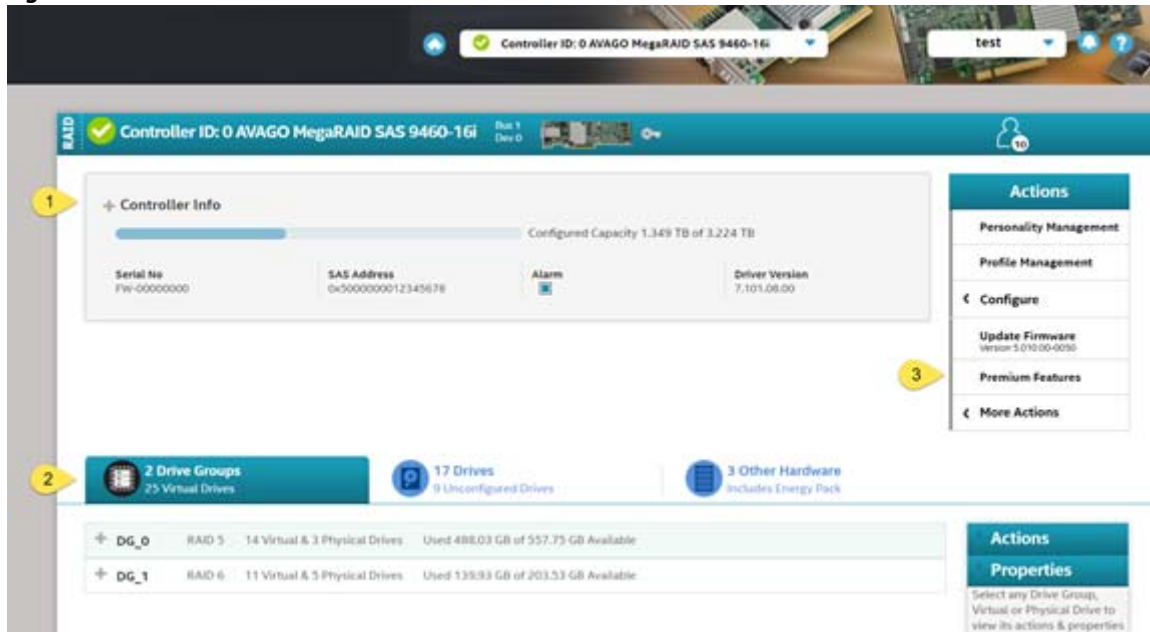 Controller ID: 0 AVAGO MegaRAID SAS 9460-16i
test
?
RAID
Controller ID: 0 AVAGO MegaRAID SAS 9460-16i
Bus 1
Dev 0
10
1
Controller Info
Configured Capacity 1.349 TB of 3.224 TB
Serial No
FW-00000000
SAS Address
0x5000000012345678
Alarm
Driver Version
7.101.08.00
Actions
Personality Management
Profile Management
Configure
Update Firmware
Version 5.010.00-0050
3
Premium Features
More Actions
2
2 Drive Groups
25 Virtual Drives
17 Drives
9 Unconfigured Drives
3 Other Hardware
Includes Energy Pack
DG_0 RAID 5 14 Virtual & 3 Physical Drives Used 488.03 GB of 557.75 GB Available
DG_1 RAID 6 11 Virtual & 5 Physical Drives Used 139.93 GB of 203.53 GB Available
Actions
Properties
Select any Drive Group,
Virtual or Physical Drive to
view its actions & properties